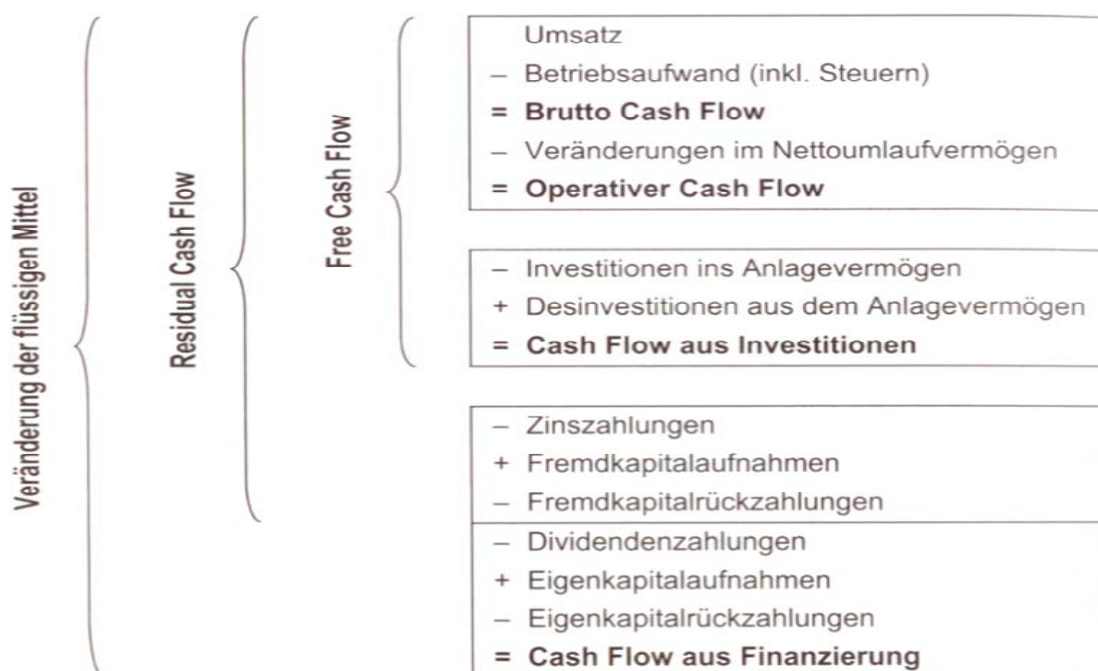 Veränderung der flüssigen Mittel
Residual Cash Flow
Free Cash Flow
Umsatz
– Betriebsaufwand (inkl. Steuern)
= Brutto Cash Flow
– Veränderungen im Nettoumlaufvermögen
= Operativer Cash Flow
– Investitionen ins Anlagevermögen
+ Desinvestitionen aus dem Anlagevermögen
= Cash Flow aus Investitionen
– Zinszahlungen
+ Fremdkapitalaufnahmen
– Fremdkapitalrückzahlungen
– Dividendenzahlungen
+ Eigenkapitalaufnahmen
– Eigenkapitalrückzahlungen
= Cash Flow aus Finanzierung